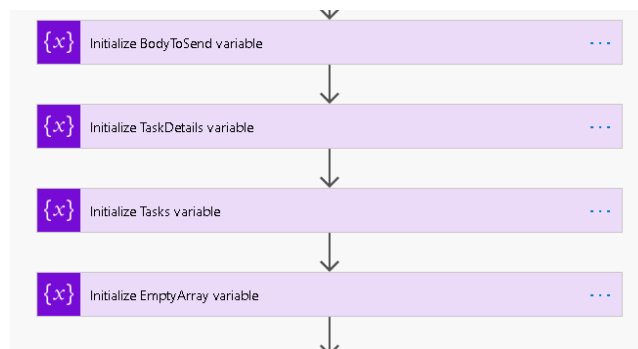 {x} Initialize BodyToSend variable ...
{x} Initialize TaskDetails variable ...
{x} Initialize Tasks variable ...
{x} Initialize EmptyArray variable ...